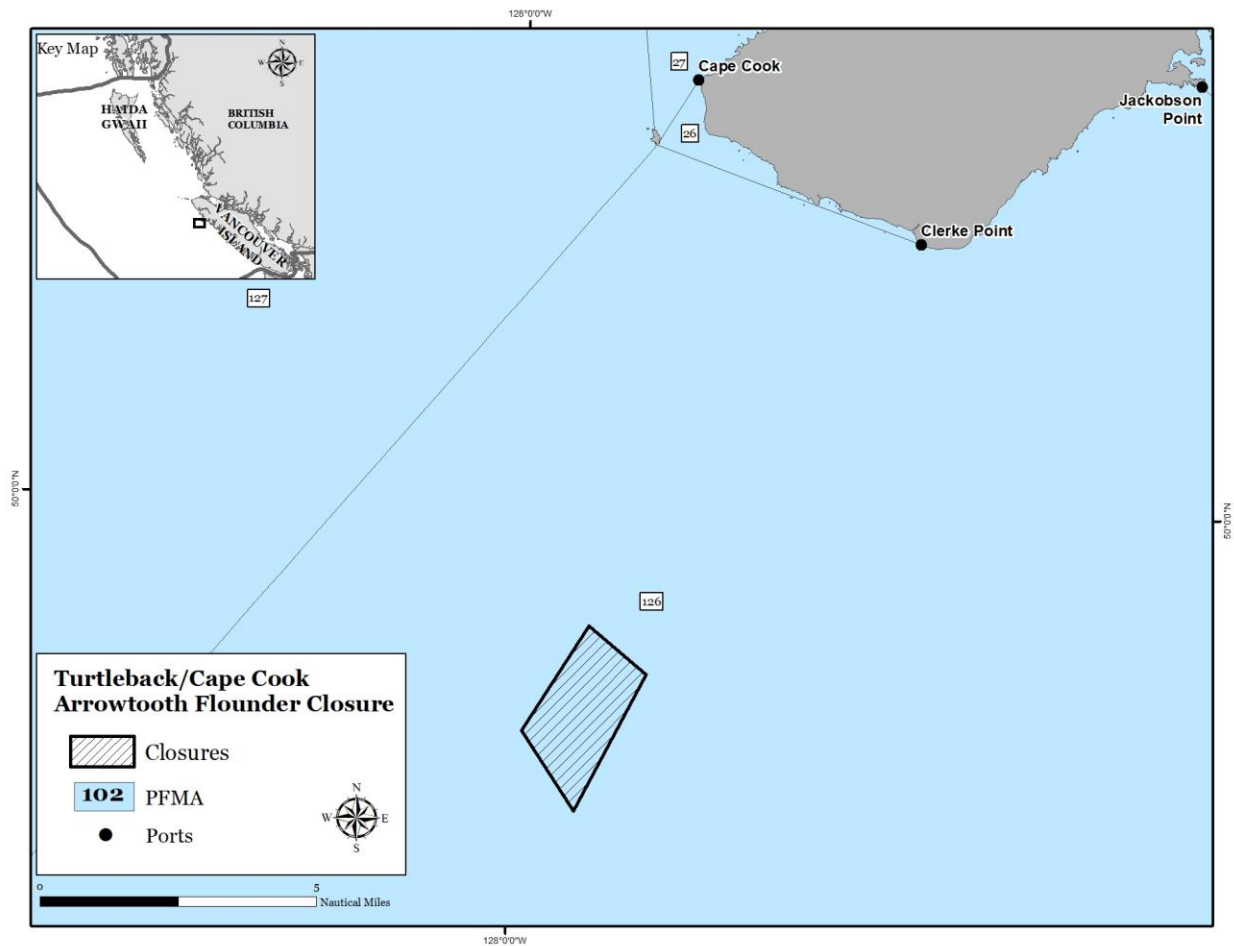 128°0'0"W
Key Map
N
W E
S
HAIDA
GWAII
BRITISH
COLUMBIA
VANCOUVER
ISLAND
27
Cape Cook
Jackobson
Point
26
Clerke Point
127
50°0'0"N
50°0'0"N
126
Turtleback/Cape Cook
Arrowtooth Flounder Closure
Closures
102 PFMA
Ports
N
W E
S
0 5
Nautical Miles
128°0'0"W